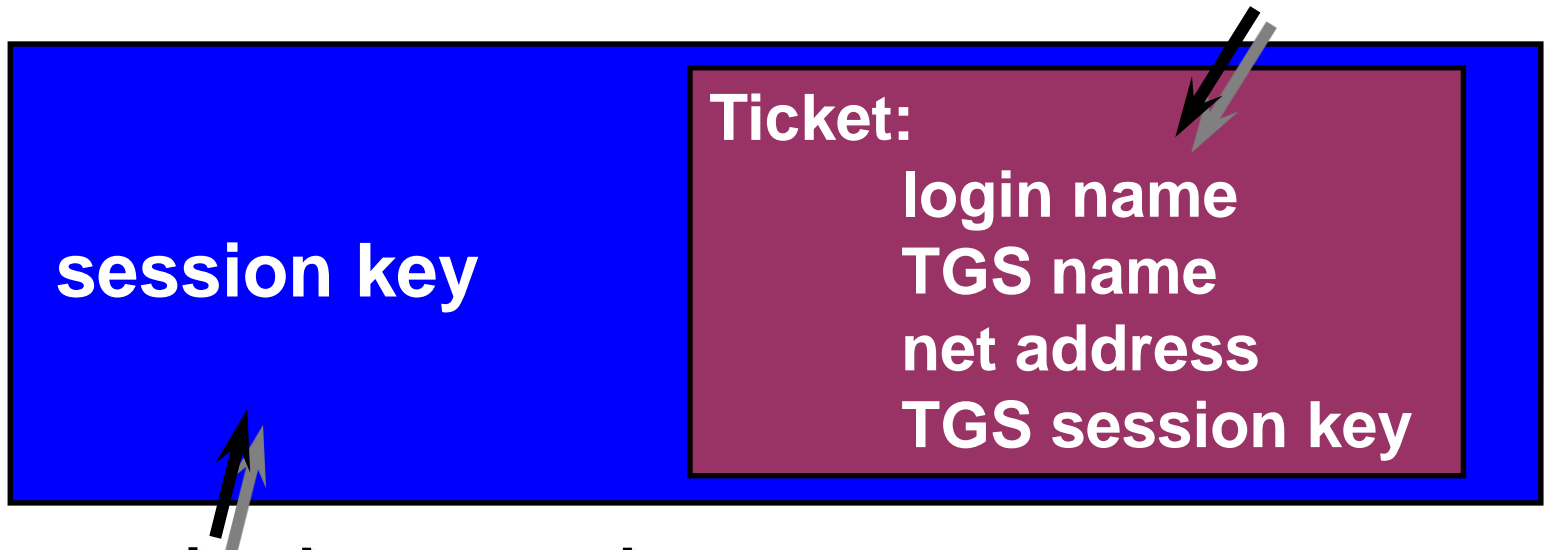 Ticket:
login name
TGS name
session key
net address
TGS session key